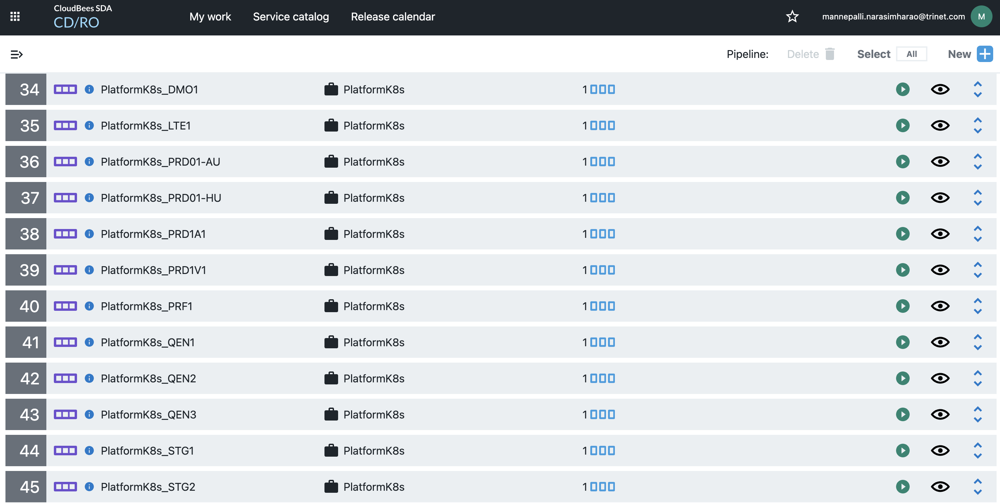 CloudBees SDA
CD/RO
My work Service catalog Release calendar mannepalli.narasimharao@trinet.com M
Pipeline: Delete Select All New
34 PlatformK8s_DMO1 PlatformK8s 1
35 PlatformK8s_LTE1 PlatformK8s 1
36 PlatformK8s_PRD01-AU PlatformK8s 1
37 PlatformK8s_PRD01-HU PlatformK8s 1
38 PlatformK8s_PRD1A1 PlatformK8s 1
39 PlatformK8s_PRD1V1 PlatformK8s 1
40 PlatformK8s_PRF1 PlatformK8s 1
41 PlatformK8s_QEN1 PlatformK8s 1
42 PlatformK8s_QEN2 PlatformK8s 1
43 PlatformK8s_QEN3 PlatformK8s 1
44 PlatformK8s_STG1 PlatformK8s 1
45 PlatformK8s_STG2 PlatformK8s 1